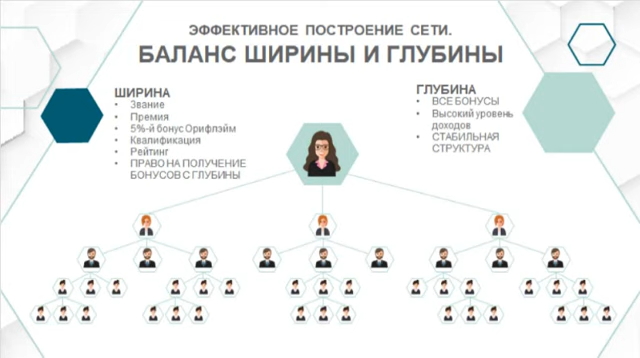 ЭФФЕКТИВНОЕ ПОСТРОЕНИЕ СЕТИ.
БАЛАНС ШИРИНЫ И ГЛУБИНЫ
ШИРИНА
• Звание
• Премия
• 5%-й бонус Орифлэйм
• Квалификация
• Рейтинг
• ПРАВО НА ПОЛУЧЕНИЕ
БОНУСОВ С ГЛУБИНЫ
ГЛУБИНА
• ВСЕ БОНУСЫ
• Высокий уровень
доходов
• СТАБИЛЬНАЯ
СТРУКТУРА